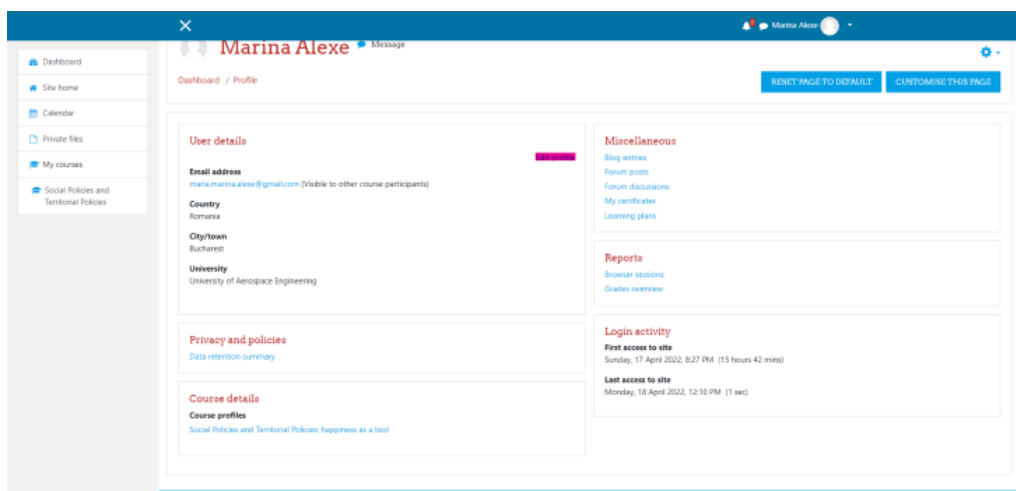 Marina Alexe
Marina Alexe Message
Dashboard / Profile
RESET PAGE TO DEFAULT
CUSTOMISE THIS PAGE
Dashboard
Site home
Calendar
Private files
My courses
Social Policies and
Territorial Policies
User details
Edit profile
Email address
maria.marina.alexe@gmail.com (Visible to other course participants)
Country
Romania
City/town
Bucharest
University
University of Aerospace Engineering
Privacy and policies
Data retention summary
Course details
Course profiles
Social Policies and Territorial Policies: happiness as a tool
Miscellaneous
Blog entries
Forum posts
Forum discussions
My certificates
Learning plans
Reports
Browser sessions
Grades overview
Login activity
First access to site
Sunday, 17 April 2022, 8:27 PM (15 hours 42 mins)
Last access to site
Monday, 18 April 2022, 12:10 PM (1 sec)